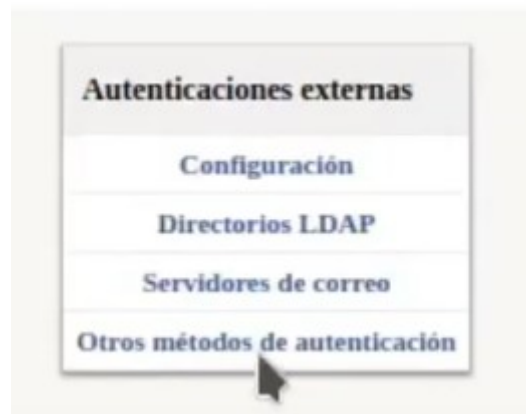 Autenticaciones externas
Configuración
Directorios LDAP
Servidores de correo
Otros métodos de autenticación